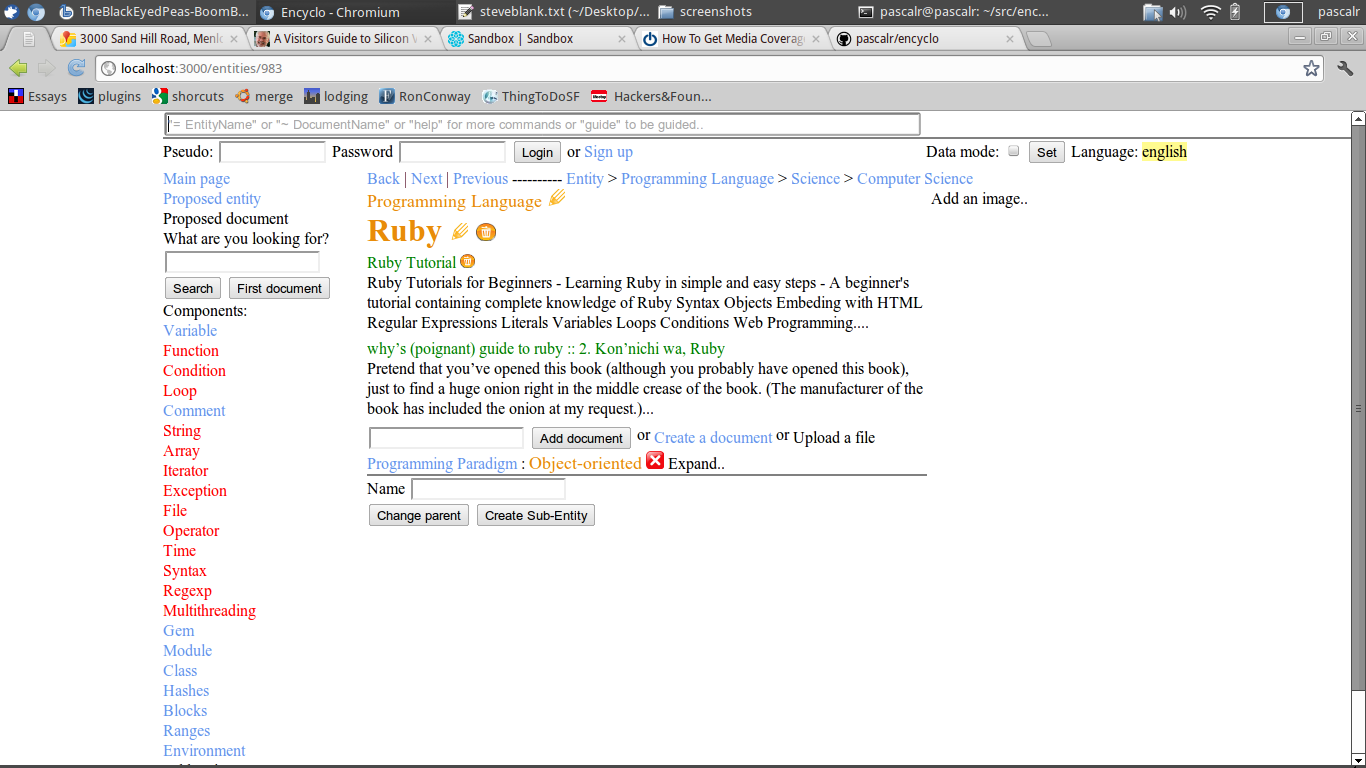 TheBlackEyedPeas-BoomB... Encyclo - Chromium steveblank.txt (~/Desktop/... screenshots pascalr@pascalr: ~/src/enc... pascalr
3000 Sand Hill Road, Menlo A Visitors Guide to Silicon V Sandbox | Sandbox How To Get Media Coverage pascalr/encyclo
localhost:3000/entities/983
Essays plugins shorcuts merge lodging RonConway ThingToDoSF Hackers&Foun...
"= EntityName" or "~ DocumentName" or "help" for more commands or "guide" to be guided..
Pseudo: Password Login or Sign up Data mode: Set Language: english
Main page
Proposed entity
Proposed document
What are you looking for?
Search First document
Components:
Variable
Function
Condition
Loop
Comment
String
Array
Iterator
Exception
File
Operator
Time
Syntax
Regexp
Multithreading
Gem
Module
Class
Hashes
Blocks
Ranges
Environment
Back | Next | Previous ---------- Entity > Programming Language > Science > Computer Science
Programming Language
Ruby
Ruby Tutorial
Ruby Tutorials for Beginners - Learning Ruby in simple and easy steps - A beginner's
tutorial containing complete knowledge of Ruby Syntax Objects Embeding with HTML
Regular Expressions Literals Variables Loops Conditions Web Programming....
why's (poignant) guide to ruby :: 2. Kon'nichi wa, Ruby
Pretend that you've opened this book (although you probably have opened this book),
just to find a huge onion right in the middle crease of the book. (The manufacturer of the
book has included the onion at my request.)...
Add document or Create a document or Upload a file
Programming Paradigm : Object-oriented Expand..
Name
Change parent Create Sub-Entity
Add an image..